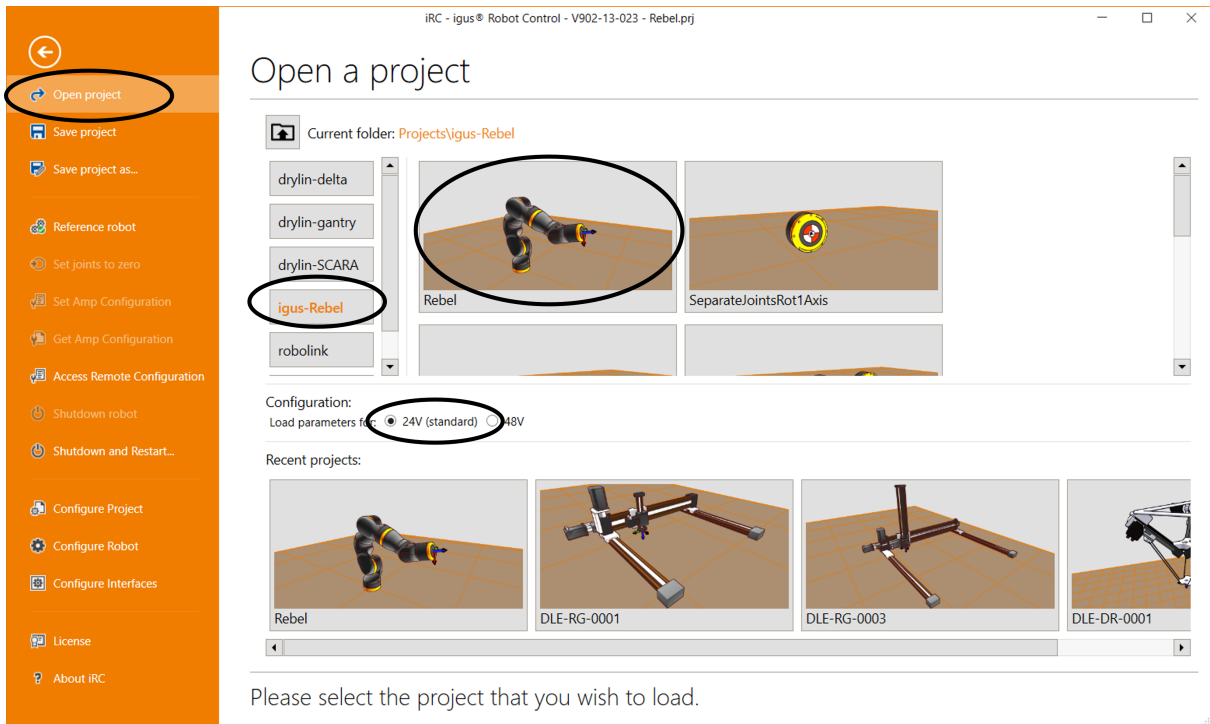 iRC - igus® Robot Control - V902-13-023 - Rebel.prj
Open project
Save project
Save project as...
Reference robot
Set joints to zero
Set Amp Configuration
Get Amp Configuration
Access Remote Configuration
Shutdown robot
Shutdown and Restart...
Configure Project
Configure Robot
Configure Interfaces
License
? About iRC
Open a project
Current folder: Projects\igus-Rebel
drylin-delta
drylin-gantry
drylin-SCARA
igus-Rebel
robolink
Rebel
SeparateJointsRot1Axis
Configuration:
Load parameters for: 24V (standard) 48V
Recent projects:
Rebel
DLE-RG-0001
DLE-RG-0003
DLE-DR-0001
Please select the project that you wish to load.